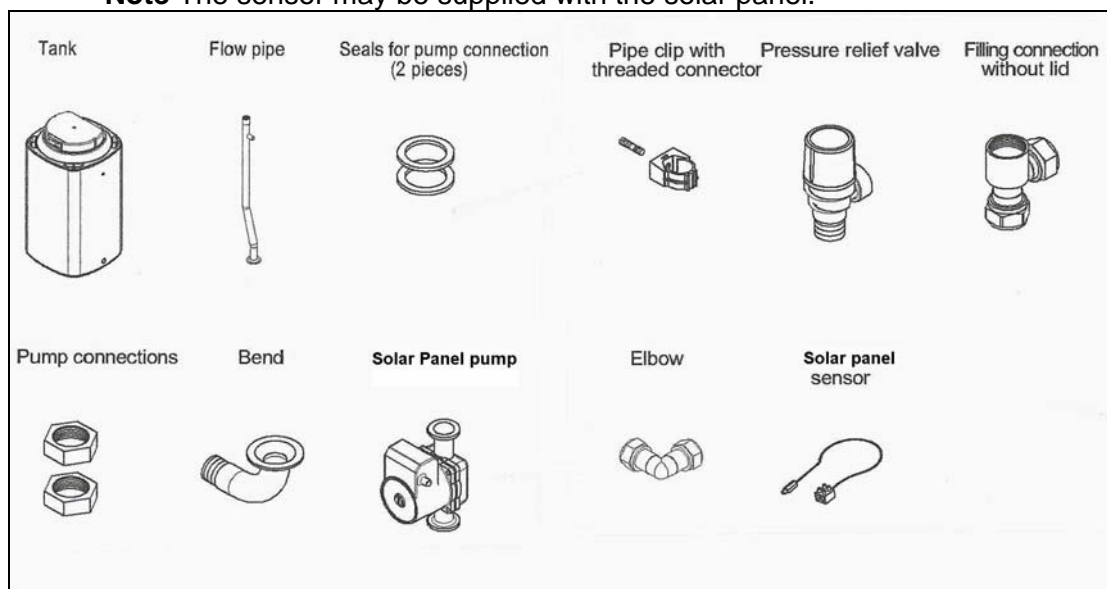 Note The sensor may be supplied with the solar panel.
Tank
Flow pipe
Seals for pump connection
(2 pieces)
Pipe clip with
threaded connector
Pressure relief valve
Filling connection
without lid
Pump connections
Bend
Solar Panel pump
Elbow
Solar panel
sensor